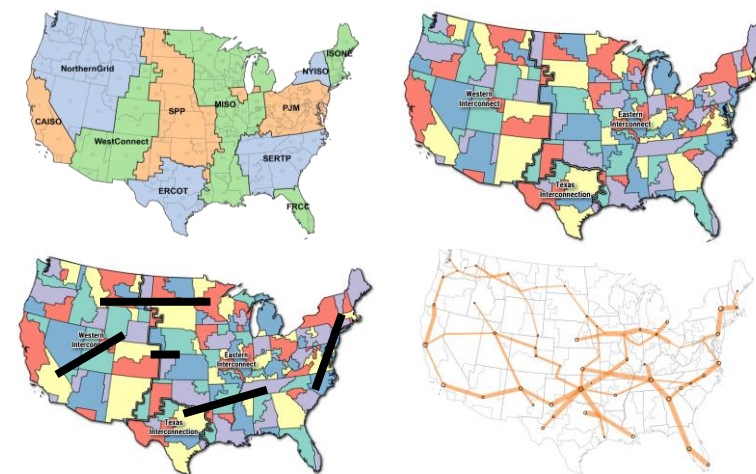 ISONE
NorthernGrid
NYISO
MISO
PJM
SPP
CAISO
WestConnect
SERTP
ERCOT
FRCC
Western
Interconnect
Eastern
Interconnect
Texas
Interconnection
Western
Eastern
Interconnect
Texas
Interconnection